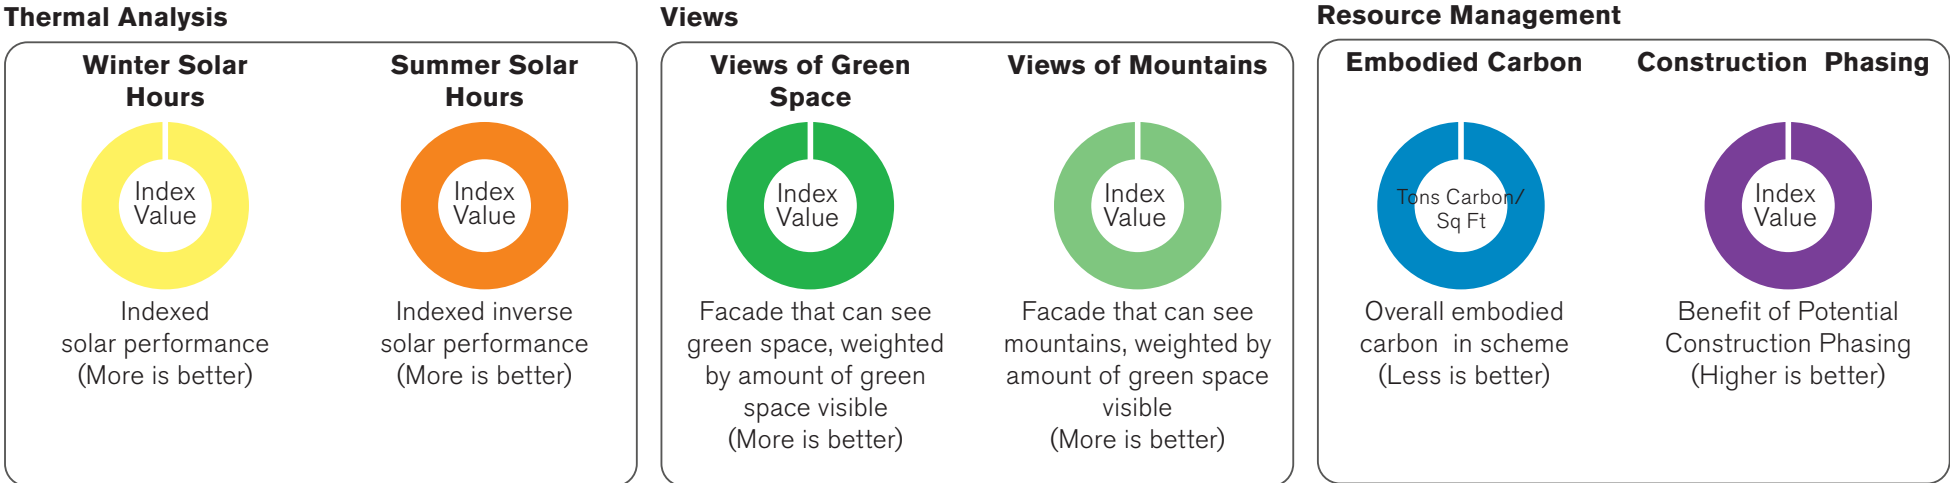 Thermal Analysis
Winter Solar
Hours
Index
Value
Indexed
solar performance
(More is better)
Summer Solar
Hours
Index
Value
Indexed inverse
solar performance
(More is better)
Views
Views of Green
Space
Index
Value
Facade that can see
green space, weighted
by amount of green
space visible
(More is better)
Views of Mountains
Index
Value
Facade that can see
mountains, weighted by
amount of green space
visible
(More is better)
Resource Management
Embodied Carbon
Tons Carbon/
Sq Ft
Overall embodied
carbon in scheme
(Less is better)
Construction Phasing
Index
Value
Benefit of Potential
Construction Phasing
(Higher is better)